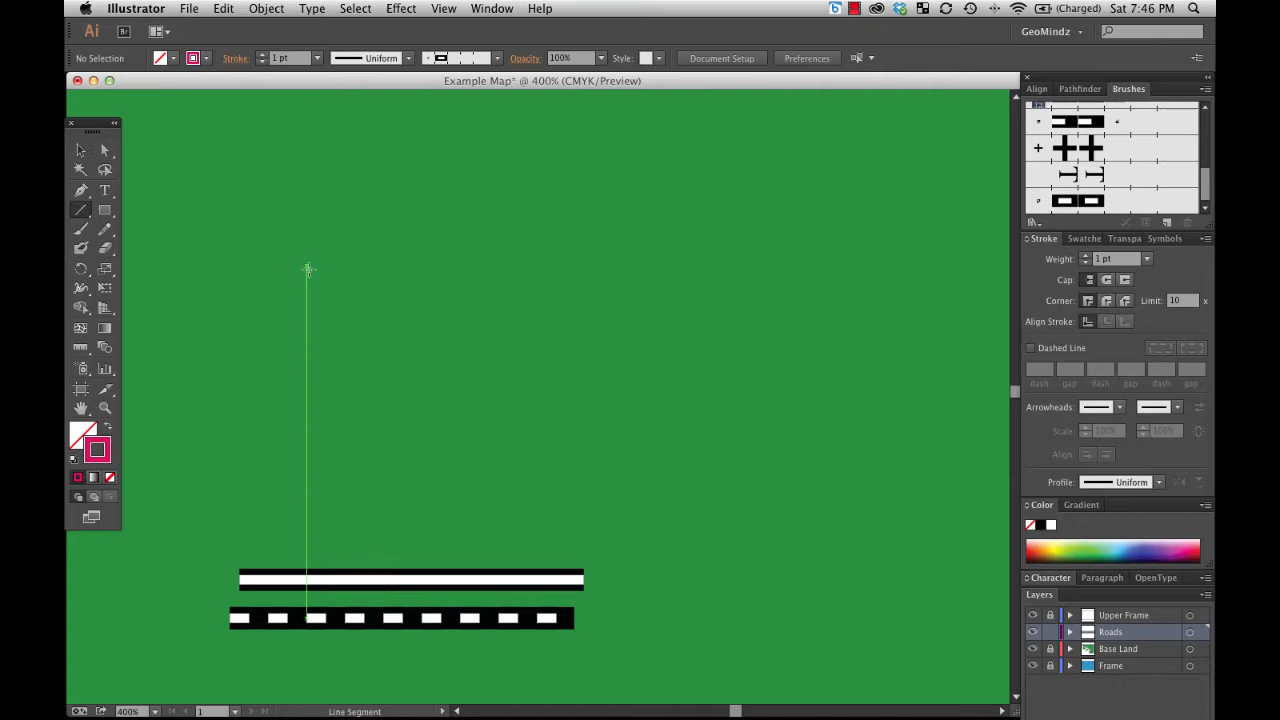 Illustrator File Edit Object Type Select Effect View Window Help (Charged) Sat 7:46 PM
Ai Br GeoMindz
No Selection Stroke: 1 pt Uniform Opacity: 100% Style: Document Setup Preferences
Example Map* @ 400% (CMYK/Preview)
Align Pathfinder Brushes
Stroke Swatche Transpa Symbols
Weight: 1 pt
Cap:
Corner: Limit: 10 x
Align Stroke:
Dashed Line
dash gap dash gap dash gap
Arrowheads:
Scale: 100% 100%
Align:
Profile: Uniform
Color Gradient
Character Paragraph OpenType
Layers
Upper Frame
Roads
Base Land
Frame
400% 1 Line Segment